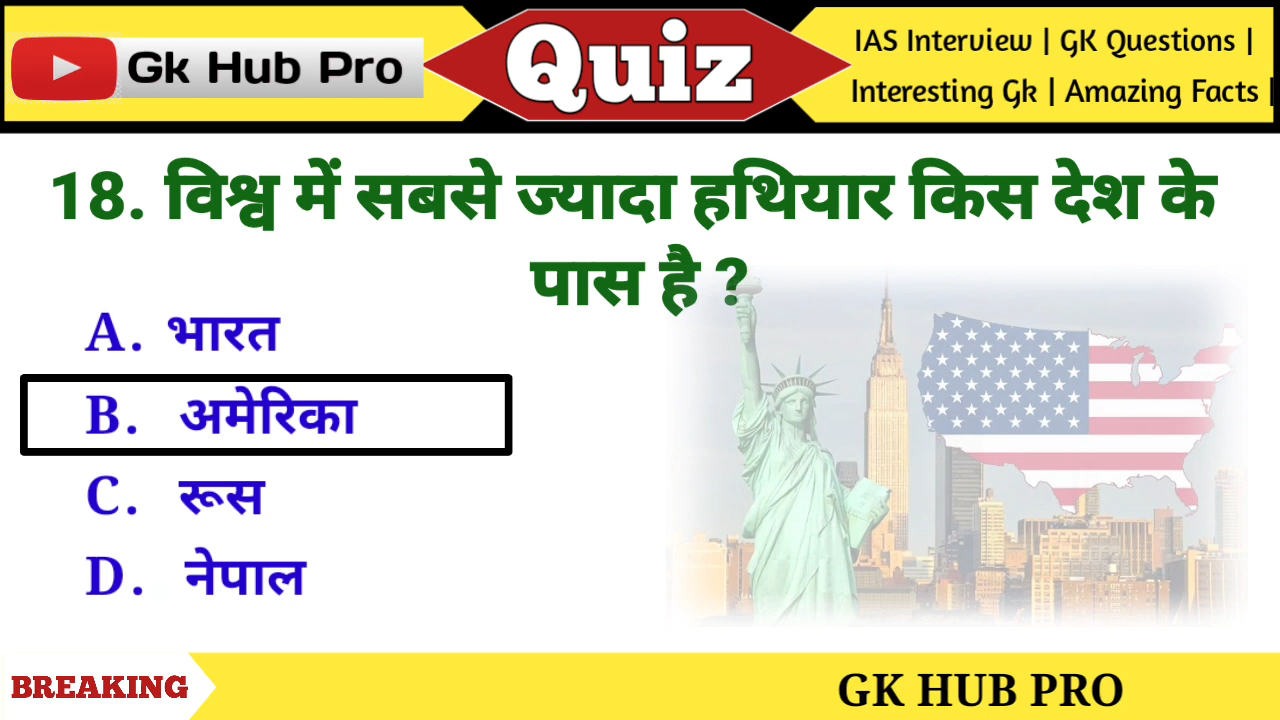 Gk Hub Pro
Quiz
IAS Interview | GK Questions |
Interesting Gk | Amazing Facts |
18. विश्व में सबसे ज्यादा हथियार किस देश के
पास है ?
A. भारत
B. अमेरिका
C. रूस
D. नेपाल
BREAKING
GK HUB PRO